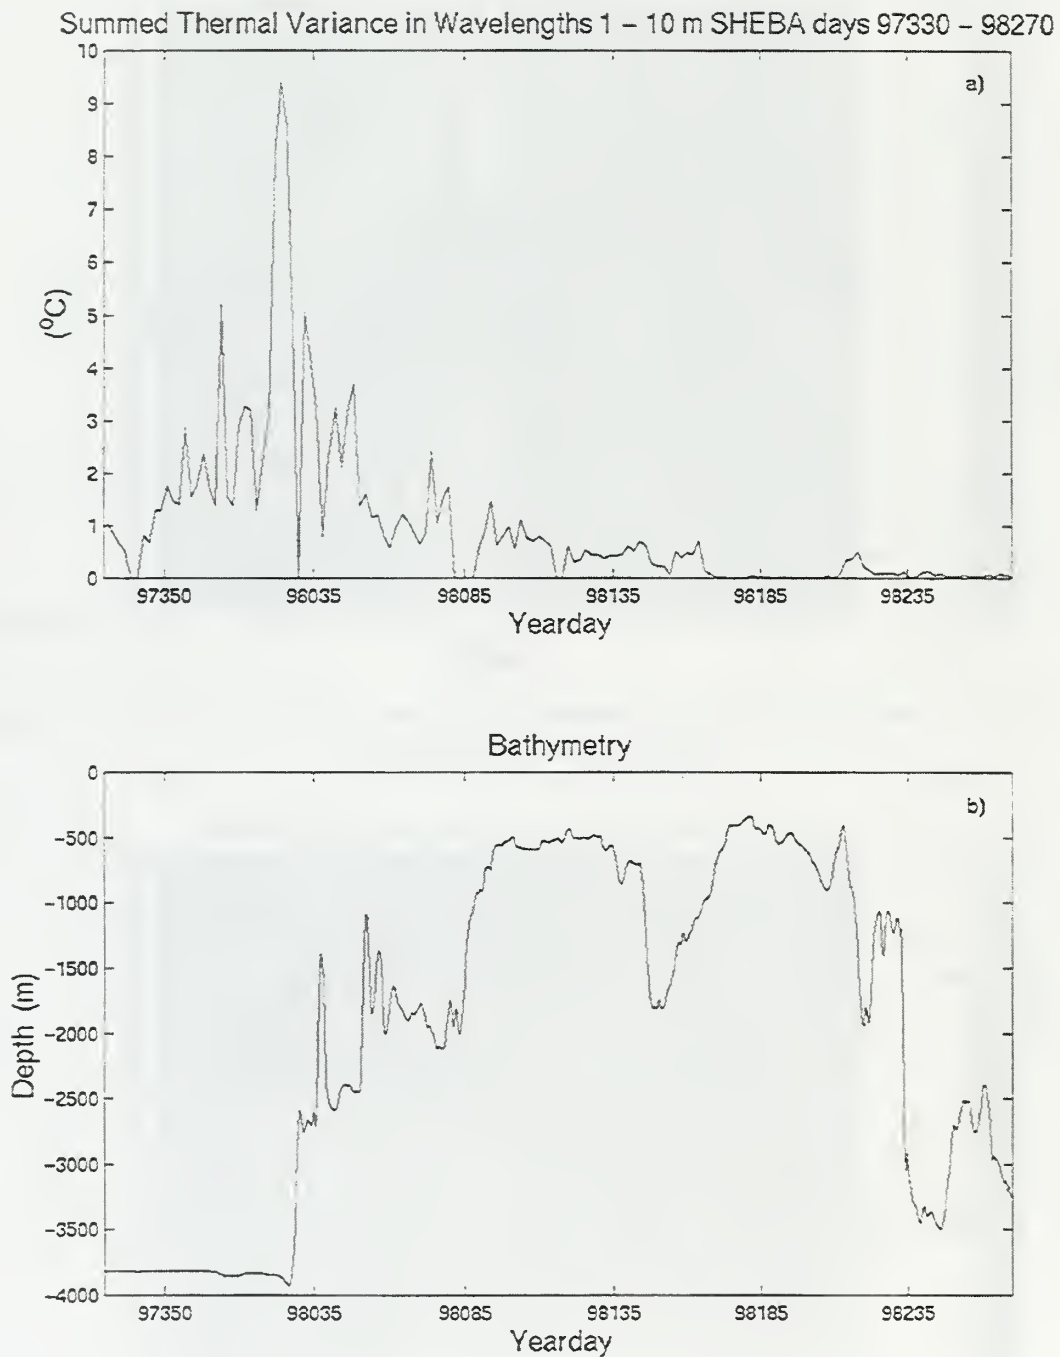 Summed Thermal Variance in Wavelengths 1 – 10 m SHEBA days 97330 – 98270
a)
10
9
8
7
6
5
4
3
2
1
0
(ºC)
97350 98035 98085 98135 98185 98235
Yearday
Bathymetry
b)
0
-500
-1000
-1500
-2000
-2500
-3000
-3500
-4000
Depth (m)
97350 98035 98085 98135 98185 98235
Yearday